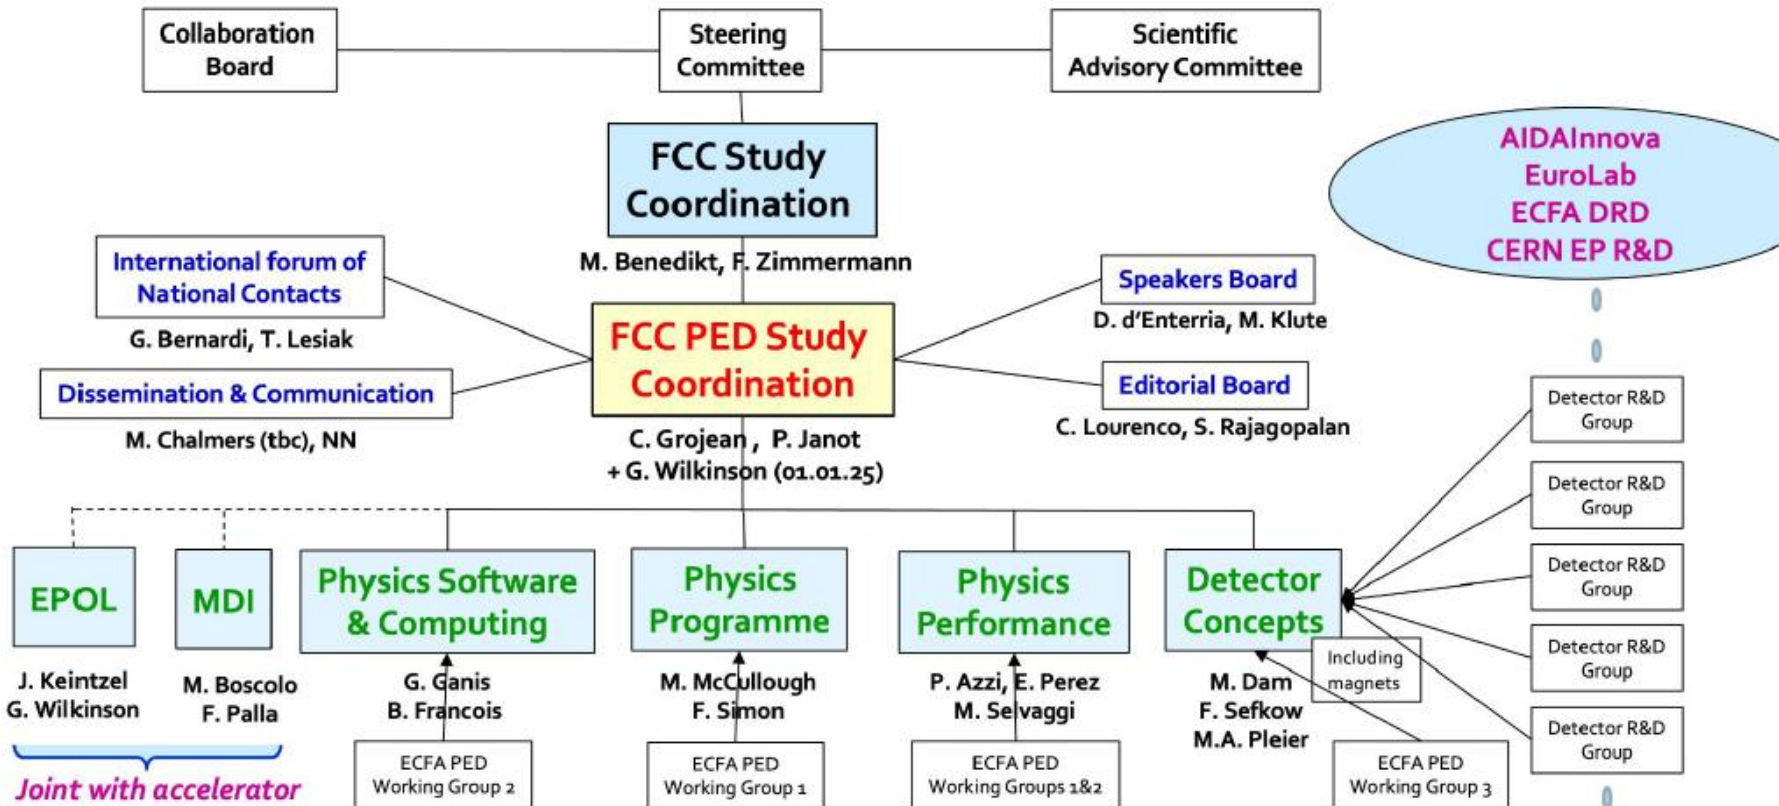 Collaboration
Board
Steering
Committee
Scientific
Advisory Committee
AIDAInnova
EuroLab
ECFA DRD
CERN EP R&D
FCC Study
Coordination
M. Benedikt, F. Zimmermann
International forum of
National Contacts
G. Bernardi, T. Lesiak
Speakers Board
D. d'Enterria, M. Klute
FCC PED Study
Coordination
C. Grojean , P. Janot
+ G. Wilkinson (01.01.25)
Dissemination & Communication
M. Chalmers (tbc), NN
Editorial Board
C. Lourenco, S. Rajagopalan
Detector R&D
Group
Detector R&D
Group
Detector R&D
Group
Detector R&D
Group
Detector R&D
Group
EPOL
J. Keintzel
G. Wilkinson
MDI
M. Boscolo
F. Palla
Joint with accelerator
Physics Software
& Computing
G. Ganis
B. Francois
ECFA PED
Working Group 2
Physics
Programme
M. McCullough
F. Simon
ECFA PED
Working Group 1
Physics
Performance
P. Azzi, E. Perez
M. Selvaggi
ECFA PED
Working Groups 1&2
Detector
Concepts
Including
magnets
M. Dam
F. Sefkow
M.A. Pleier
ECFA PED
Working Group 3